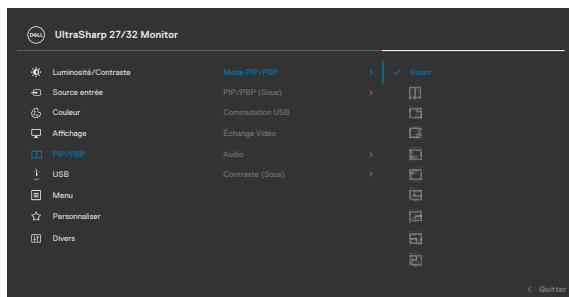 DELL UltraSharp 27/32 Monitor
Luminosité/Contraste Mode PIP/PBP > ✓ Eteint
Source entrée PIP/PBP (Sous) >
Couleur Commutation USB
Affichage Échange Vidéo
PIP/PBP Audio >
USB Contraste (Sous) >
Menu
Personnaliser
Divers
< Quitter